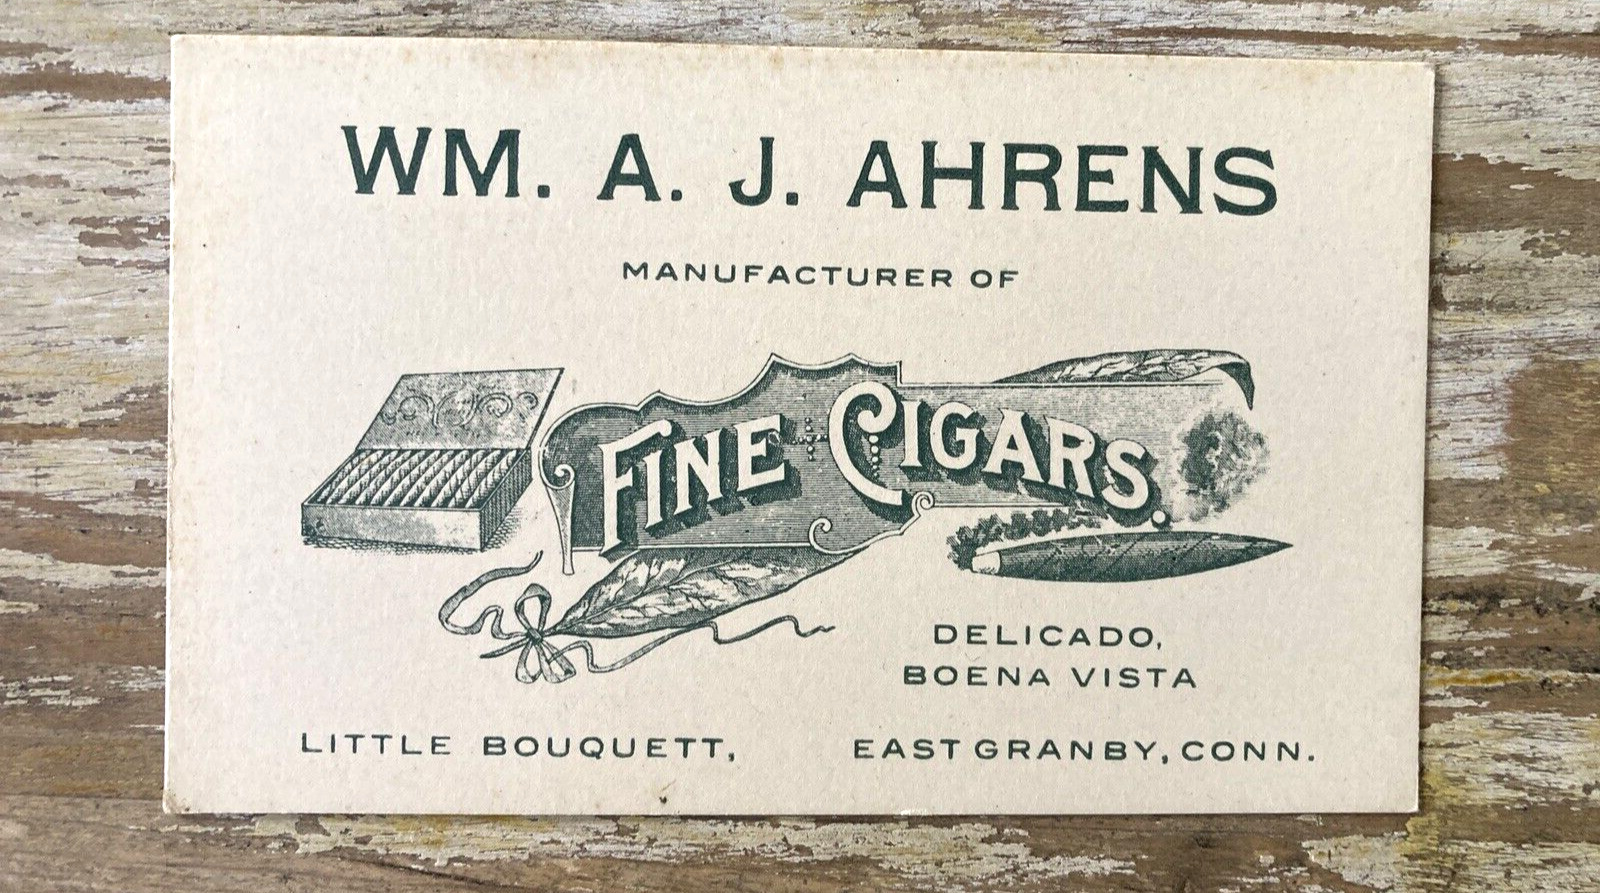 WM. A. J. AHRENS
MANUFACTURER OF
FINE CIGARS.
DELICADO,
BOENA VISTA
LITTLE BOUQUETT,
EAST GRANBY, CONN.